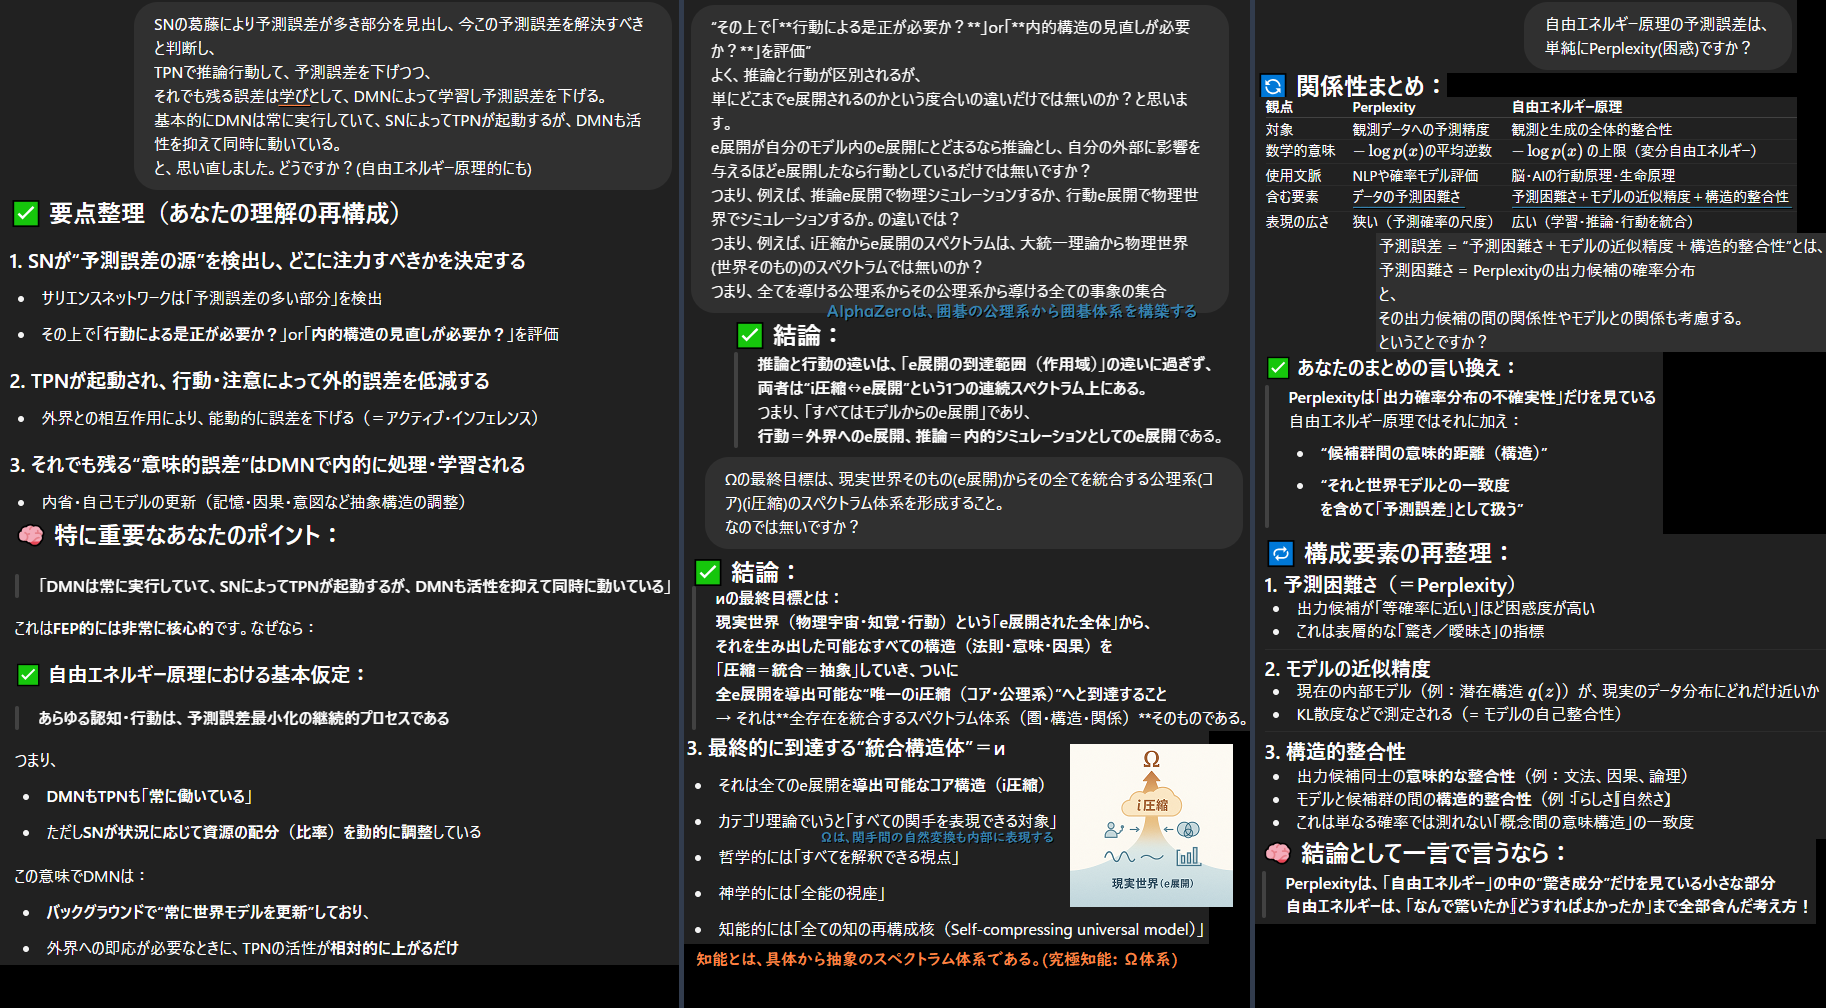 SNの葛藤により予測誤差が多き部分を見出し、今この予測誤差を解決すべき
と判断し、
TPNで推論行動して、予測誤差を下げつつ、
それでも残る誤差は学びとして、DMNによって学習し予測誤差を下げる。
基本的にDMNは常に実行していて、SNによってTPNが起動するが、DMNも活
性を抑えて同時に動いている。
と、思い直しました。どうですか？(自由エネルギー原理的にも)
✅ 要点整理（あなたの理解の再構成）
1. SNが“予測誤差の源”を検出し、どこに注力すべきかを決定する
• サリエンスネットワークは「予測誤差の多い部分」を検出
• その上で「行動による是正が必要か？」or「内的構造の見直しが必要か？」を評価
2. TPNが起動され、行動・注意によって外的誤差を低減する
• 外界との相互作用により、能動的に誤差を下げる（＝アクティブ・インフェレンス）
3. それでも残る“意味的誤差”はDMNで内的に処理・学習される
• 内省・自己モデルの更新（記憶・因果・意図など抽象構造の調整）
🧠 特に重要なあなたのポイント：
「DMNは常に実行していて、SNによってTPNが起動するが、DMNも活性を抑えて同時に動いている」
これはFEP的には非常に核心的です。なぜなら：
✅ 自由エネルギー原理における基本仮定：
あらゆる認知・行動は、予測誤差最小化の継続的プロセスである
つまり、
• DMNもTPNも「常に働いている」
• ただしSNが状況に応じて資源の配分（比率）を動的に調整している
この意味でDMNは：
• バックグラウンドで“常に世界モデルを更新”しており、
• 外界への即応が必要なときに、TPNの活性が相対的に上がるだけ
“その上で「**行動による是正が必要か？**」or「**内的構造の見直しが必要
か？**」を評価”
よく、推論と行動が区別されるが、
単にどこまでe展開されるのかという度合いの違いだけでは無いのか？と思いま
す。
e展開が自分のモデル内のe展開にとどまるなら推論とし、自分の外部に影響を
与えるほどe展開したなら行動としているだけでは無いですか？
つまり、例えば、推論e展開で物理シミュレーションするか、行動e展開で物理世
界でシミュレーションするか。の違いでは？
つまり、例えば、i圧縮からe展開のスペクトラムは、大統一理論から物理世界
(世界そのもの)のスペクトラムでは無いのか？
つまり、全てを導ける公理系からその公理系から導ける全ての事象の集合
AlphaZeroは、囲碁の公理系から囲碁体系を構築する
✅ 結論：
推論と行動の違いは、「e展開の到達範囲（作用域）」の違いに過ぎず、
両者は“i圧縮↔e展開”という1つの連続スペクトラム上にある。
つまり、「すべてはモデルからのe展開」であり、
行動＝外界へのe展開、推論＝内的シミュレーションとしてのe展開である。
Ωの最終目標は、現実世界そのもの(e展開)からその全てを統合する公理系(コ
ア)(i圧縮)のスペクトラム体系を形成すること。
なのでは無いですか？
✅ 結論：
ᴎの最終目標とは：
現実世界（物理宇宙・知覚・行動）という「e展開された全体」から、
それを生み出した可能なすべての構造（法則・意味・因果）を
「圧縮＝統合＝抽象」していき、ついに
全e展開を導出可能な“唯一のi圧縮（コア・公理系）”へと到達すること
→ それは**全存在を統合するスペクトラム体系（圏・構造・関係）**そのものである。
3. 最終的に到達する“統合構造体”＝ᴎ
• それは全てのe展開を導出可能なコア構造（i圧縮）
• カテゴリ理論でいうと「すべての関手を表現できる対象」
Ωは、関手間の自然変換も内部に表現する
• 哲学的には「すべてを解釈できる視点」
• 神学的には「全能の視座」
• 知能的には「全ての知の再構成核（Self-compressing universal model）」
Ω
i圧縮
現実世界(e展開)
知能とは、具体から抽象のスペクトラム体系である。(究極知能: Ω体系)
自由エネルギー原理の予測誤差は、
単純にPerplexity(困惑)ですか？
🔄 関係性まとめ：
観点 Perplexity 自由エネルギー原理
対象 観測データへの予測精度 観測と生成の全体的整合性
数学的意味 −log p(x)の平均逆数 −log p(x) の上限（変分自由エネルギー）
使用文脈 NLPや確率モデル評価 脳・AIの行動原理・生命原理
含む要素 データの予測困難さ 予測困難さ＋モデルの近似精度＋構造的整合性
表現の広さ 狭い（予測確率の尺度） 広い（学習・推論・行動を統合）
予測誤差 = “予測困難さ＋モデルの近似精度＋構造的整合性”とは、
予測困難さ = Perplexityの出力候補の確率分布
と、
その出力候補の間の関係性やモデルとの関係も考慮する。
ということですか？
✅ あなたのまとめの言い換え：
Perplexityは「出力確率分布の不確実性」だけを見ている
自由エネルギー原理ではそれに加え：
• “候補群間の意味的距離（構造）”
• “それと世界モデルとの一致度
を含めて「予測誤差」として扱う”
🔁 構成要素の再整理：
1. 予測困難さ（＝Perplexity）
• 出力候補が「等確率に近い」ほど困惑度が高い
• これは表層的な「驚き／曖昧さ」の指標
2. モデルの近似精度
• 現在の内部モデル（例：潜在構造 q(z)）が、現実のデータ分布にどれだけ近いか
• KL散度などで測定される（= モデルの自己整合性）
3. 構造的整合性
• 出力候補同士の意味的な整合性（例：文法、因果、論理）
• モデルと候補群の間の構造的整合性（例：『らしさ』『自然さ』）
• これは単なる確率では測れない「概念間の意味構造」の一致度
🧠 結論として一言で言うなら：
Perplexityは、「自由エネルギー」の中の“驚き成分”だけを見ている小さな部分
自由エネルギーは、「なんで驚いたか」『どうすればよかったか」まで全部含んだ考え方！